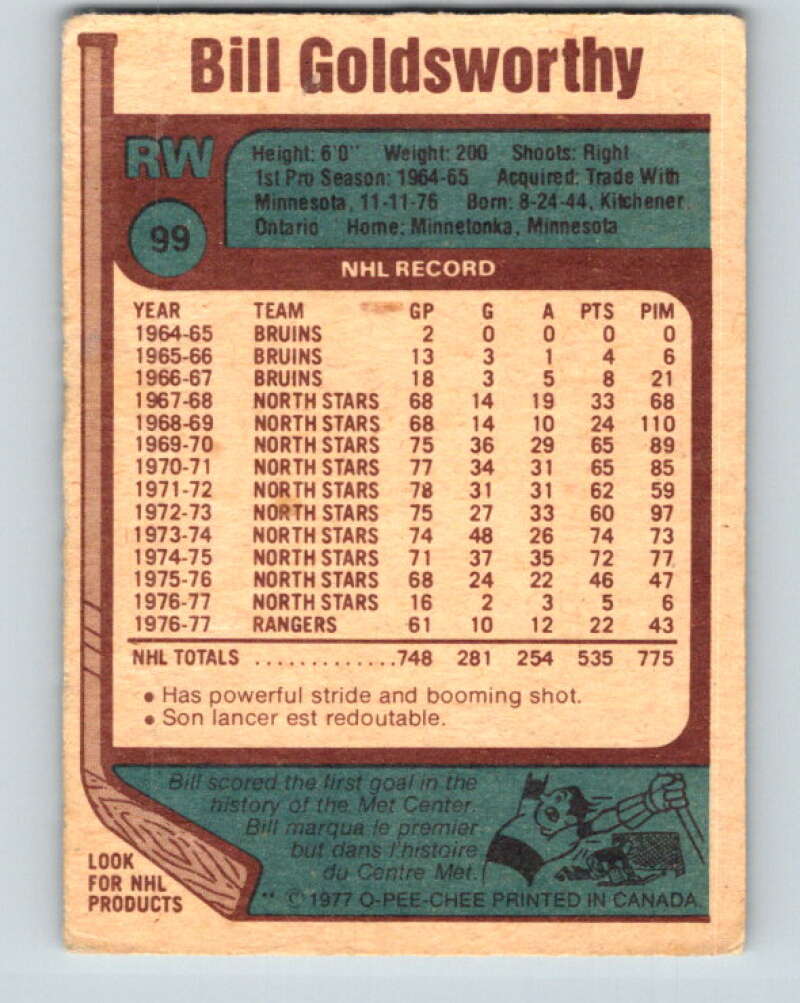 Bill Goldsworthy
RW
99
Height: 6'0" Weight: 200 Shoots: Right
1st Pro Season: 1964-65 Acquired: Trade With
Minnesota, 11-11-76 Born: 8-24-44, Kitchener
Ontario Home: Minnetonka, Minnesota
NHL RECORD
YEAR TEAM GP G A PTS PIM
1964-65 BRUINS 2 0 0 0 0
1965-66 BRUINS 13 3 1 4 6
1966-67 BRUINS 18 3 5 8 21
1967-68 NORTH STARS 68 14 19 33 68
1968-69 NORTH STARS 68 14 10 24 110
1969-70 NORTH STARS 75 36 29 65 89
1970-71 NORTH STARS 77 34 31 65 85
1971-72 NORTH STARS 78 31 31 62 59
1972-73 NORTH STARS 75 27 33 60 97
1973-74 NORTH STARS 74 48 26 74 73
1974-75 NORTH STARS 71 37 35 72 77
1975-76 NORTH STARS 68 24 22 46 47
1976-77 NORTH STARS 16 2 3 5 6
1976-77 RANGERS 61 10 12 22 43
NHL TOTALS .............748 281 254 535 775
• Has powerful stride and booming shot.
• Son lancer est redoutable.
Bill scored the first goal in the
history of the Met Center.
Bill marqua le premier
but dans l'histoire
du Centre Met.
LOOK
FOR NHL
PRODUCTS
** © 1977 O-PEE-CHEE PRINTED IN CANADA.